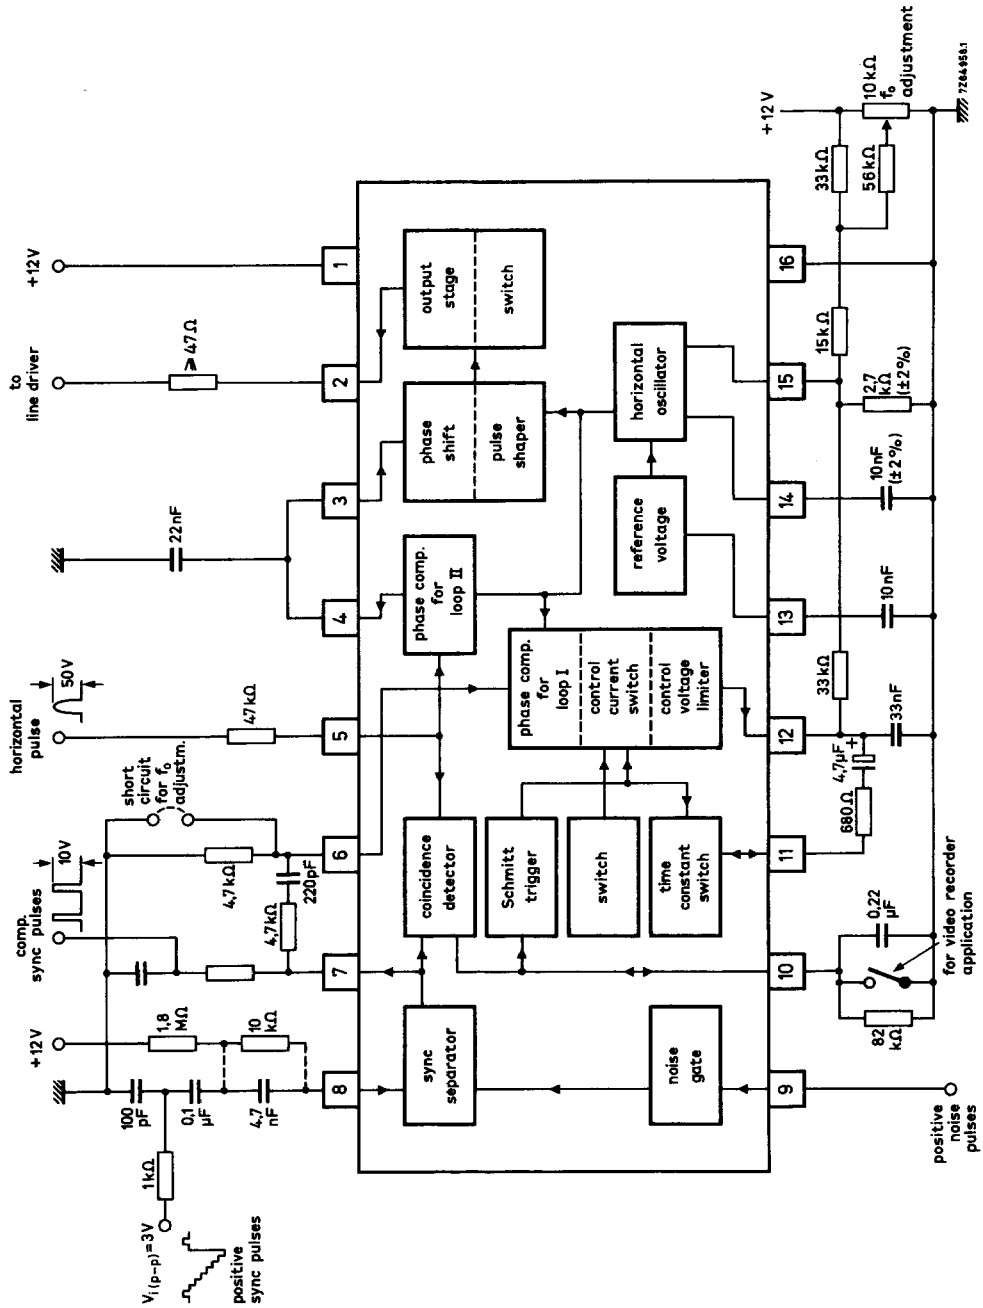 +12V
to
line driver
≥47Ω
22nF
horizontal
pulse
50V
47kΩ
short
circuit
for f₀
adjustm.
comp.
sync pulses
10V
4,7kΩ
220pF
4,7kΩ
+12V
1,8
MΩ
10
kΩ
100
pF
0,1
μF
4,7
nF
1kΩ
Vi(p-p)=3V
positive
sync pulses
1
2
3
4
5
6
7
8
output
stage
switch
phase
shift
pulse
shaper
phase comp.
for
loop II
horizontal
oscillator
reference
voltage
phase comp.
for
loop I
control
current
switch
control
voltage
limiter
coincidence
detector
Schmitt
trigger
switch
time
constant
switch
sync
separator
noise
gate
16
15
14
13
12
11
10
9
+12V
10kΩ
f₀
adjustment
33kΩ
56kΩ
15kΩ
2,7
kΩ
(±2%)
10nF
(±2%)
10nF
33kΩ
33nF
4,7μF
+
680Ω
0,22
μF
for video recorder
application
82
kΩ
positive
noise
pulses
7Z84958.1